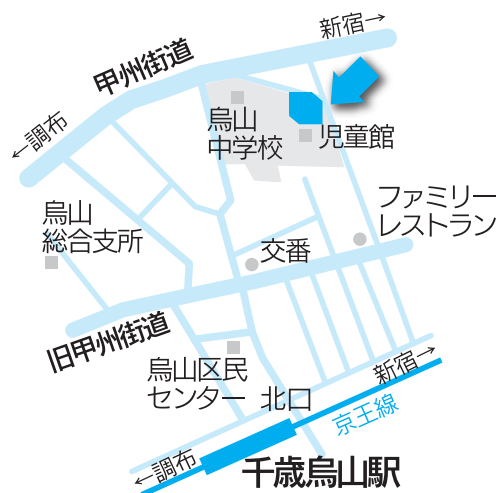 新宿→
甲州街道
←調布
烏山
中学校
児童館
ファミリー
レストラン
烏山
総合支所
交番
旧甲州街道
烏山区民
センター
北口
新宿→
京王線
←調布
千歳烏山駅